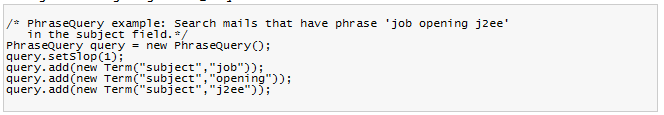 /* PhraseQuery example: Search mails that have phrase 'job opening j2ee'
   in the subject field.*/
PhraseQuery query = new PhraseQuery();
query.setSlop(1);
query.add(new Term("subject","job"));
query.add(new Term("subject","opening"));
query.add(new Term("subject","j2ee"));